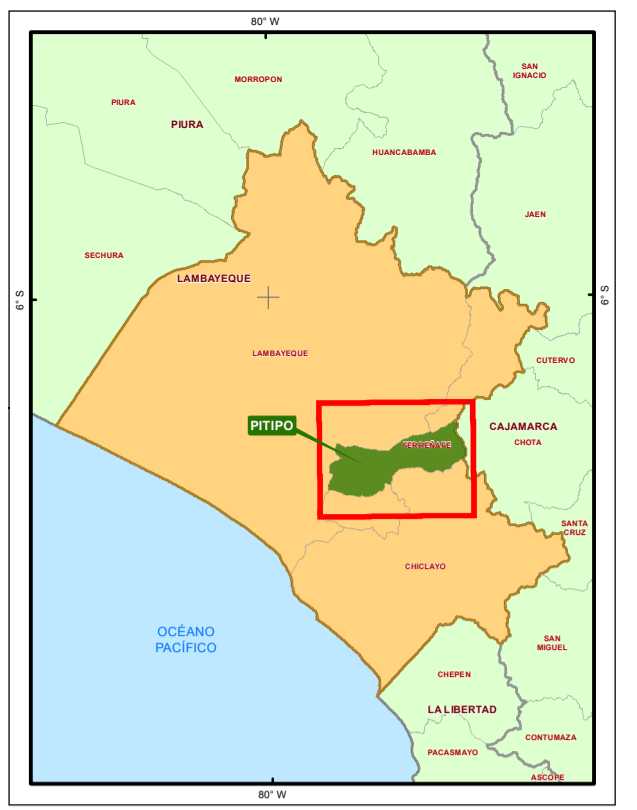 80° W
SAN
IGNACIO
MORROPON
PIURA
PIURA
HUANCABAMBA
JAEN
SECHURA
LAMBAYEQUE
6° S
6° S
LAMBAYEQUE
CUTERVO
PITIPO
CAJAMARCA
CHOTA
FERREÑAFE
SANTA
CRUZ
CHICLAYO
OCÉANO
PACÍFICO
SAN
MIGUEL
CHEPEN
LA LIBERTAD
CONTUMAZA
PACASMAYO
ASCOPE
80° W